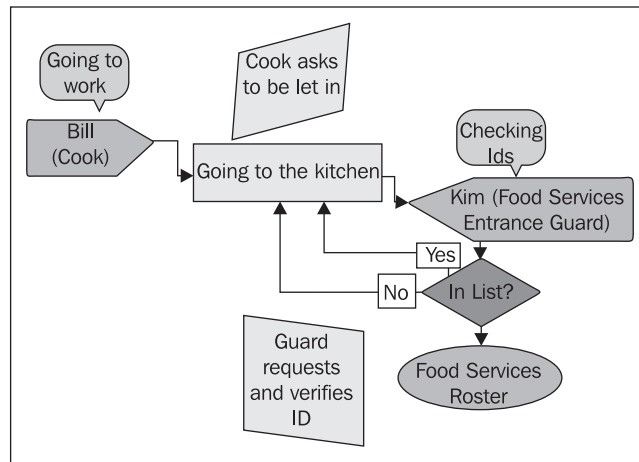 Going to
work
Cook asks
to be let in
Bill
(Cook)
Going to the kitchen
Checking
Ids
Kim (Food Services
Entrance Guard)
Yes
No
In List?
Guard
requests
and verifies
ID
Food Services
Roster